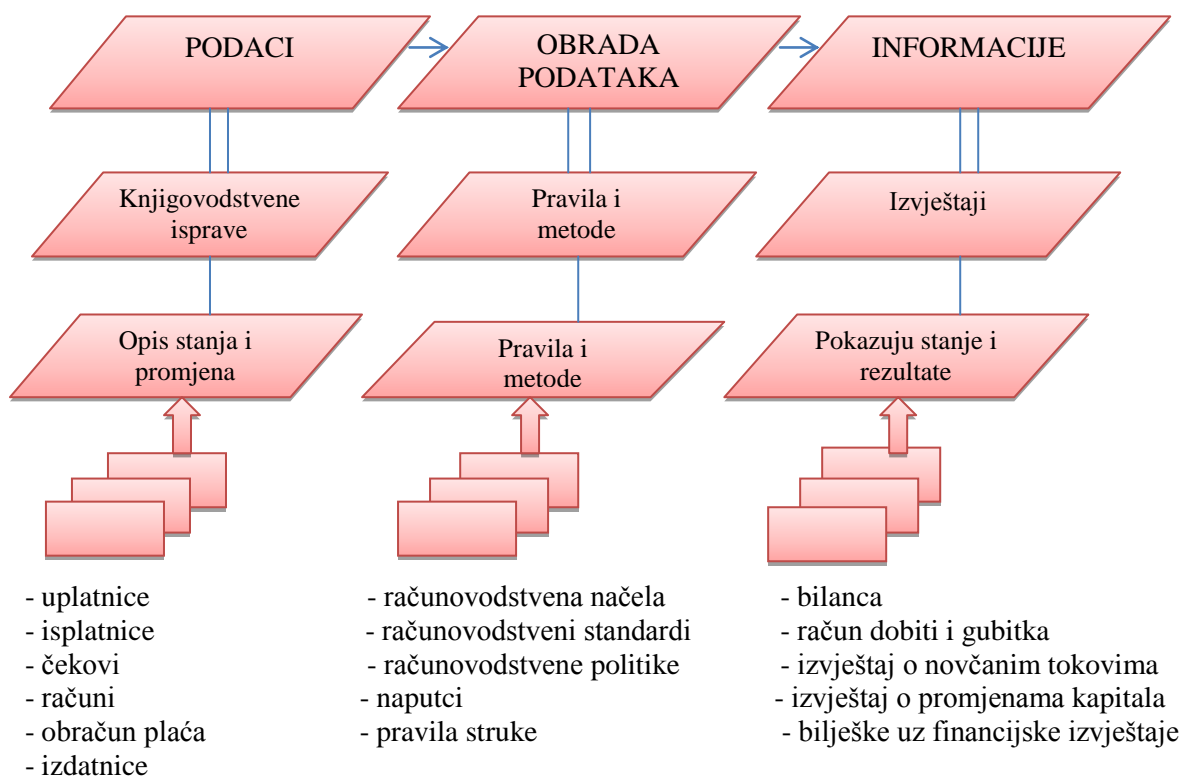 PODACI
OBRADA
PODATAKA
INFORMACIJE
Knjigovodstvene
isprave
Pravila i
metode
Izvještaji
Opis stanja i
promjena
Pravila i
metode
Pokazuju stanje i
rezultate
- uplatnice
- isplatnice
- čekovi
- računi
- obračun plaća
- izdatnice
- računovodstvena načela
- računovodstveni standardi
- računovodstvene politike
- naputci
- pravila struke
- bilanca
- račun dobiti i gubitka
- izvještaj o novčanim tokovima
- izvještaj o promjenama kapitala
- bilješke uz financijske izvještaje